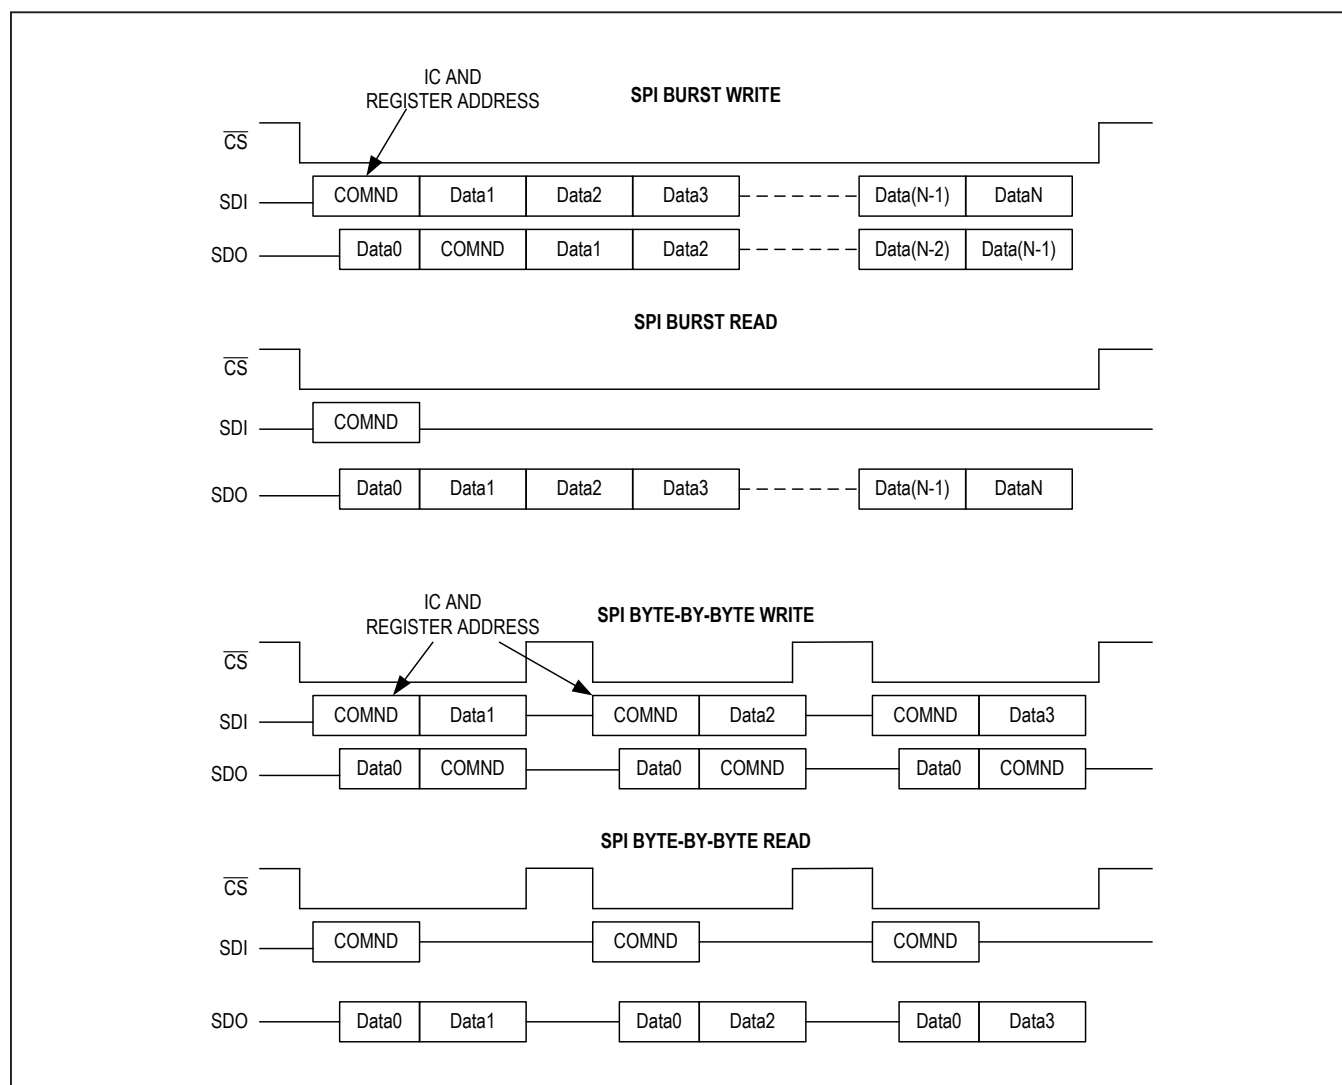 IC AND
REGISTER ADDRESS
SPI BURST WRITE
CS
SDI COMND Data1 Data2 Data3 Data(N-1) DataN
SDO Data0 COMND Data1 Data2 Data(N-2) Data(N-1)
SPI BURST READ
CS
SDI COMND
SDO Data0 Data1 Data2 Data3 Data(N-1) DataN
IC AND
REGISTER ADDRESS
SPI BYTE-BY-BYTE WRITE
CS
SDI COMND Data1 COMND Data2 COMND Data3
SDO Data0 COMND Data0 COMND Data0 COMND
SPI BYTE-BY-BYTE READ
CS
SDI COMND COMND COMND
SDO Data0 Data1 Data0 Data2 Data0 Data3